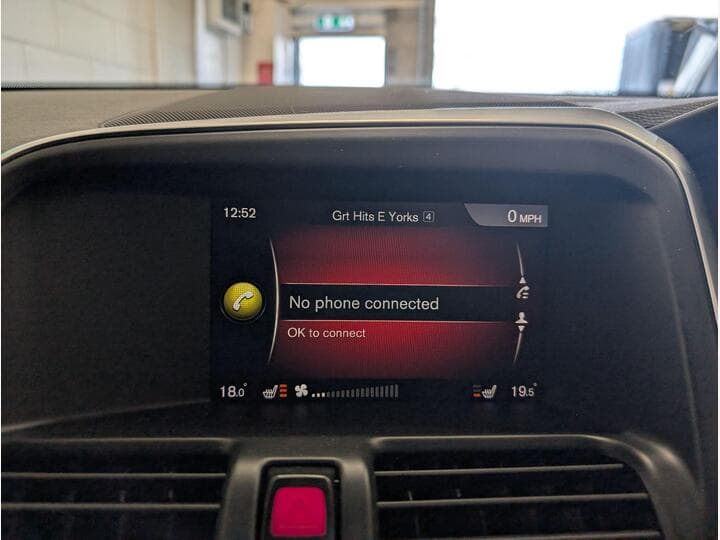 12:52
Grt Hits E Yorks 4
0 MPH
No phone connected
OK to connect
18.0°
19.5°